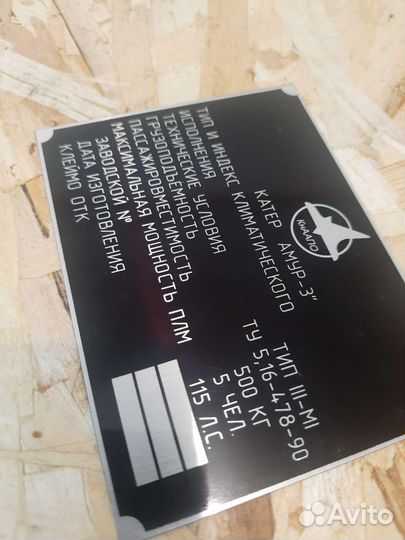 КНААПО
КАТЕР АМУР-3"
ТИП И ИНДЕКС КЛИМАТИЧЕСКОГО
ИСПОЛНЕНИЯ ТИП III-МI
ТЕХНИЧЕСКИЕ УСЛОВИЯ ТУ 5,16-478-90
ГРУЗОПОДЪЕМНОСТЬ 500 КГ
ПАССАЖИРОВМЕСТИМОСТЬ 5 ЧЕЛ.
МАКСИМАЛЬНАЯ МОЩНОСТЬ ПЛМ 115 Л.С.
ЗАВОДСКОЙ №
ДАТА ИЗГОТОВЛЕНИЯ
КЛЕЙМО ОТК
Avito